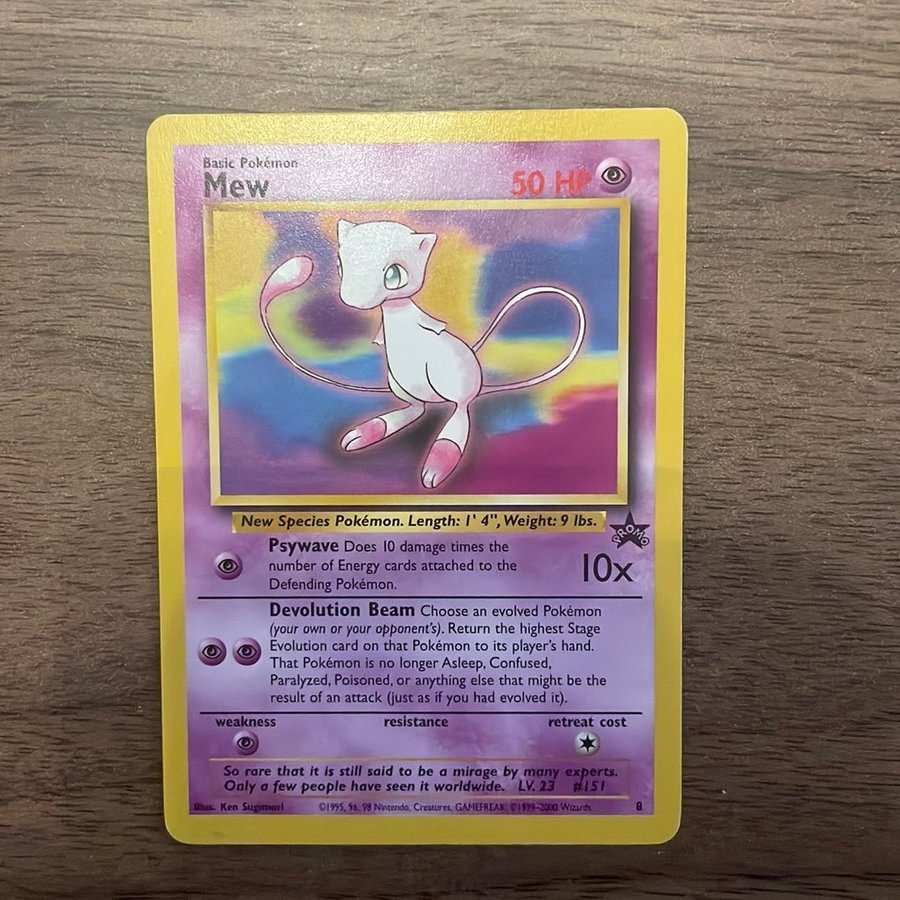 Basic Pokémon
Mew 50 HP
New Species Pokémon. Length: 1' 4", Weight: 9 lbs.
PROMO
Psywave Does 10 damage times the
number of Energy cards attached to the
Defending Pokémon.
10x
Devolution Beam Choose an evolved Pokémon
(your own or your opponent's). Return the highest Stage
Evolution card on that Pokémon to its player's hand.
That Pokémon is no longer Asleep, Confused,
Paralyzed, Poisoned, or anything else that might be the
result of an attack (just as if you had evolved it).
weakness resistance retreat cost
So rare that it is still said to be a mirage by many experts.
Only a few people have seen it worldwide. LV. 23 #151
Illus. Ken Sugimori ©1995, 96, 98 Nintendo, Creatures, GAMEFREAK. ©1999-2000 Wizards. 8